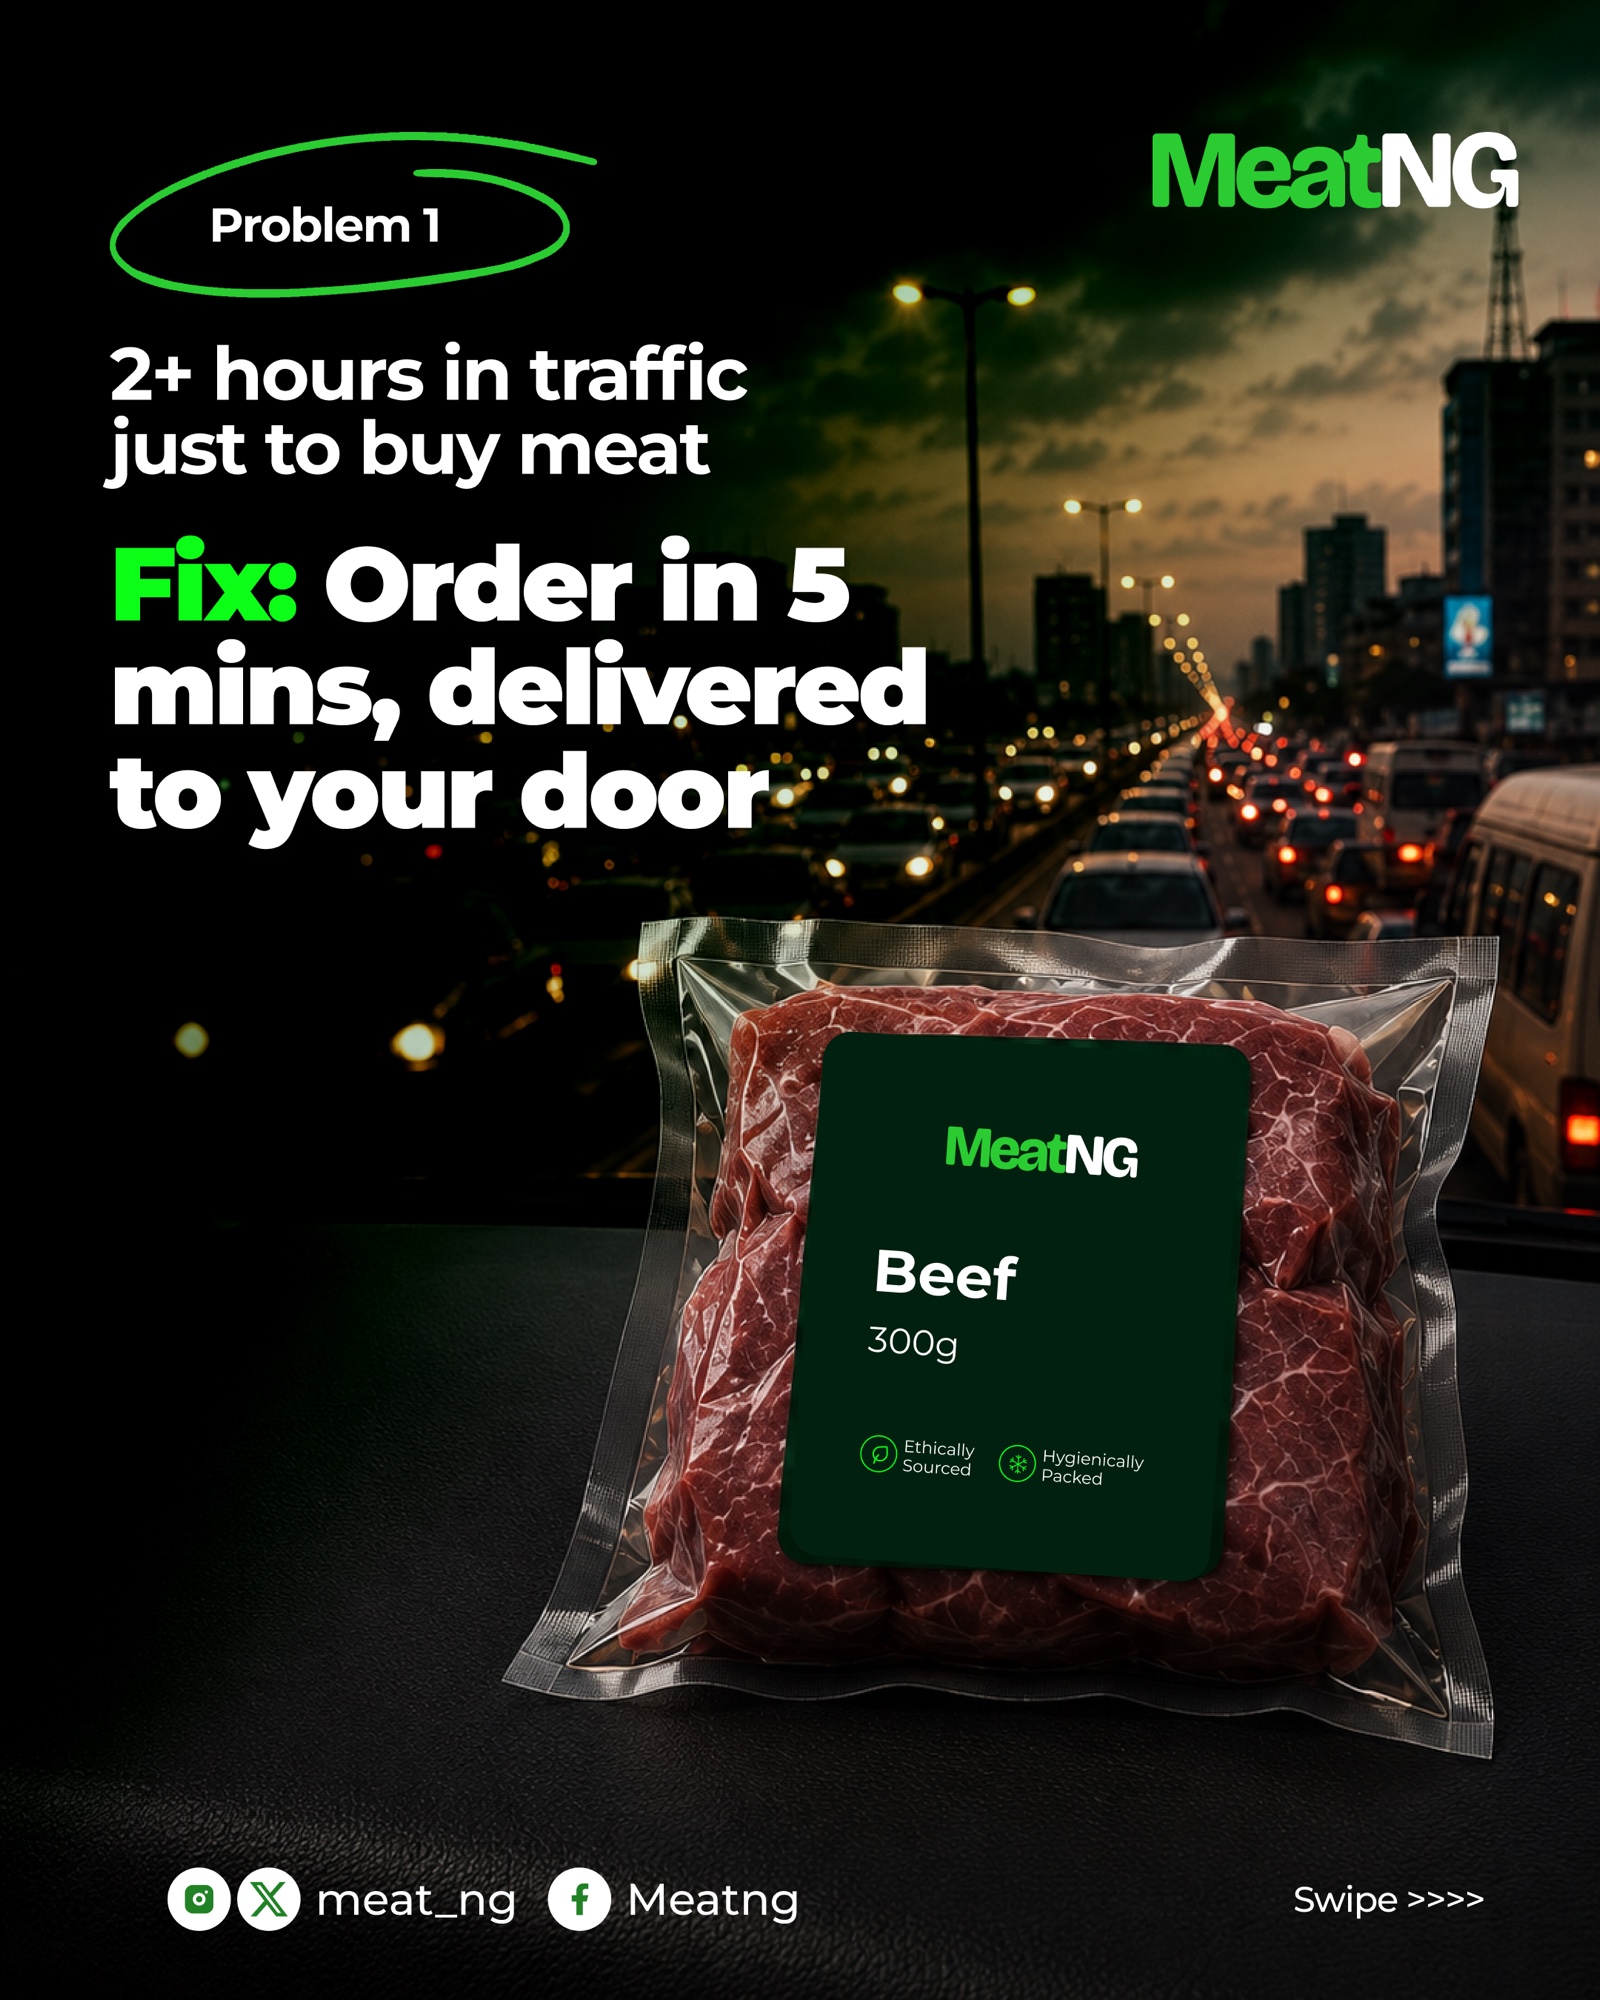 MeatNG
Problem 1
2+ hours in traffic
just to buy meat
Fix: Order in 5
mins, delivered
to your door
MeatNG
Beef
300g
Ethically
Sourced
Hygienically
Packed
meat_ng
Meatng
Swipe >>>>